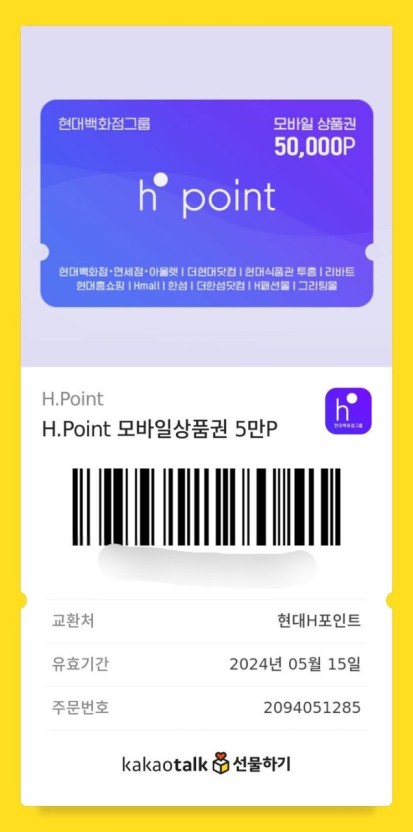 현대백화점그룹
모바일 상품권
50,000P
h point
현대백화점·면세점·아울렛 | 더현대닷컴 | 현대식품관 투홈 | 리바트
현대홈쇼핑 | Hmall | 한섬 | 더한섬닷컴 | H패션몰 | 그리팅몰
H.Point
H.Point 모바일상품권 5만P
h
현대백화점그룹
교환처 현대H포인트
유효기간 2024년 05월 15일
주문번호 2094051285
kakaotalk 선물하기